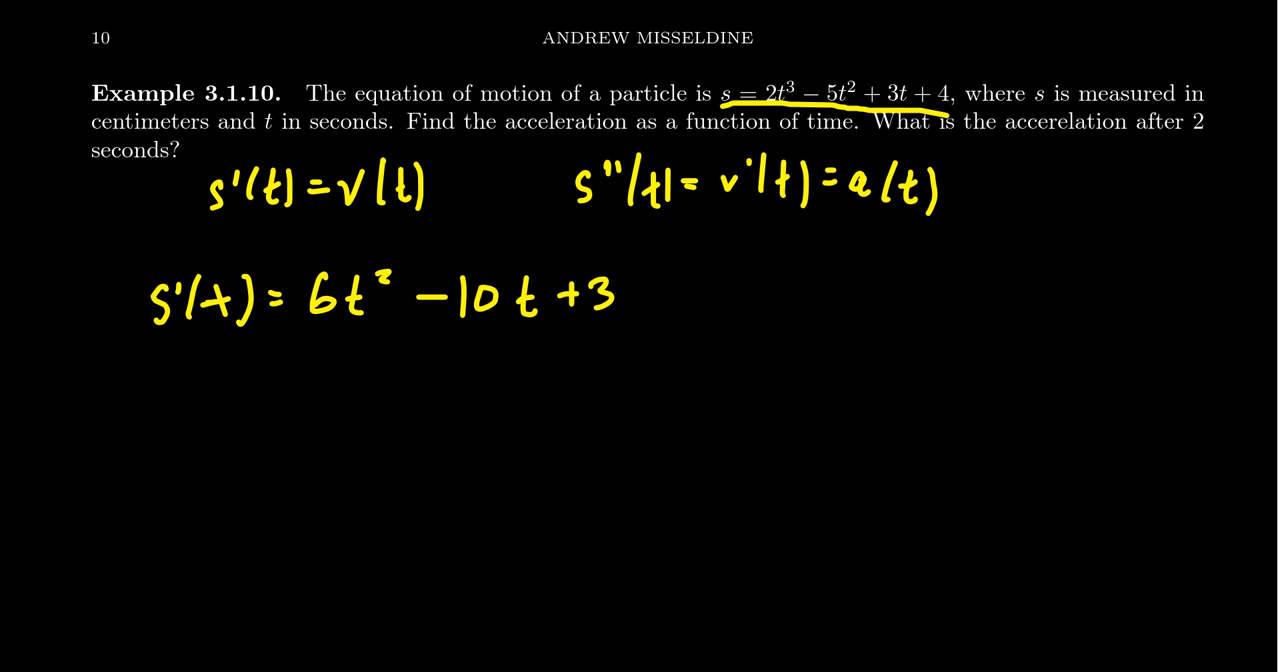 10 ANDREW MISSELDINE
Example 3.1.10. The equation of motion of a particle is s = 2t³ − 5t² + 3t + 4, where s is measured in
centimeters and t in seconds. Find the acceleration as a function of time. What is the accerelation after 2
seconds?
s'(t) = v(t) s''(t) = v'(t) = a(t)
s'(t) = 6t² − 10t + 3